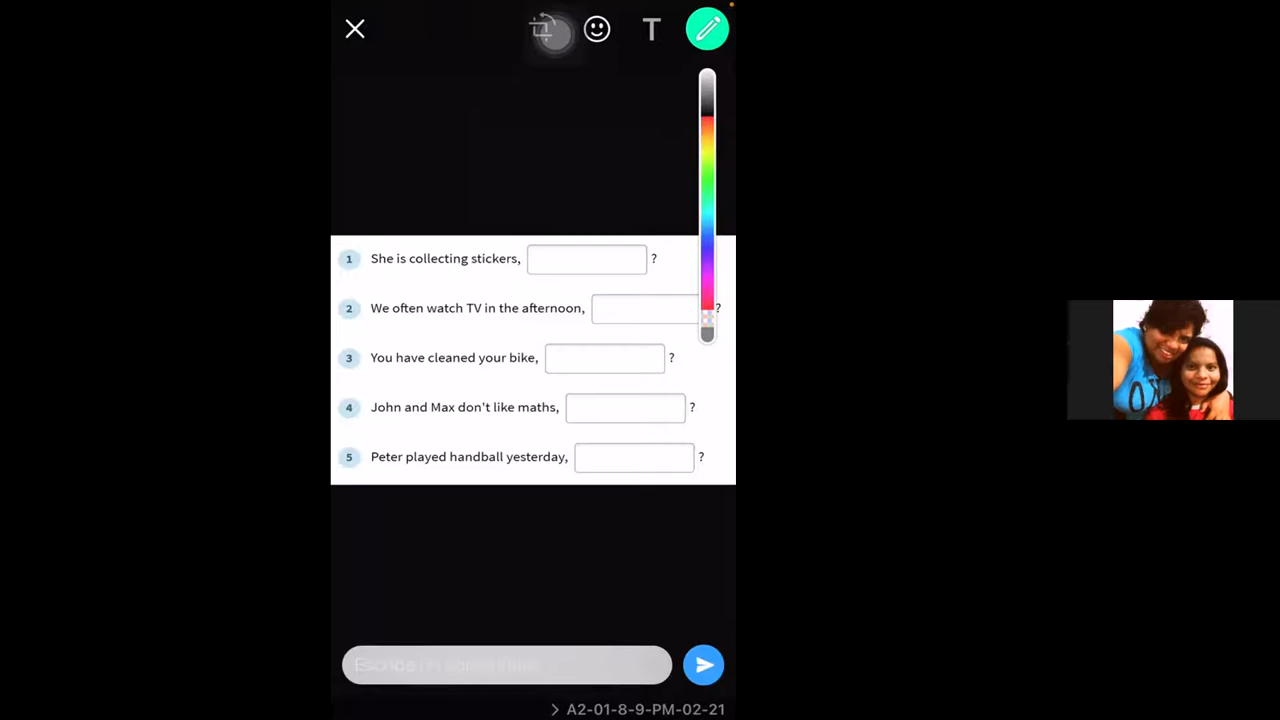 T
1 She is collecting stickers, ?
2 We often watch TV in the afternoon, ?
3 You have cleaned your bike, ?
4 John and Max don't like maths, ?
5 Peter played handball yesterday, ?
> A2-01-8-9-PM-02-21